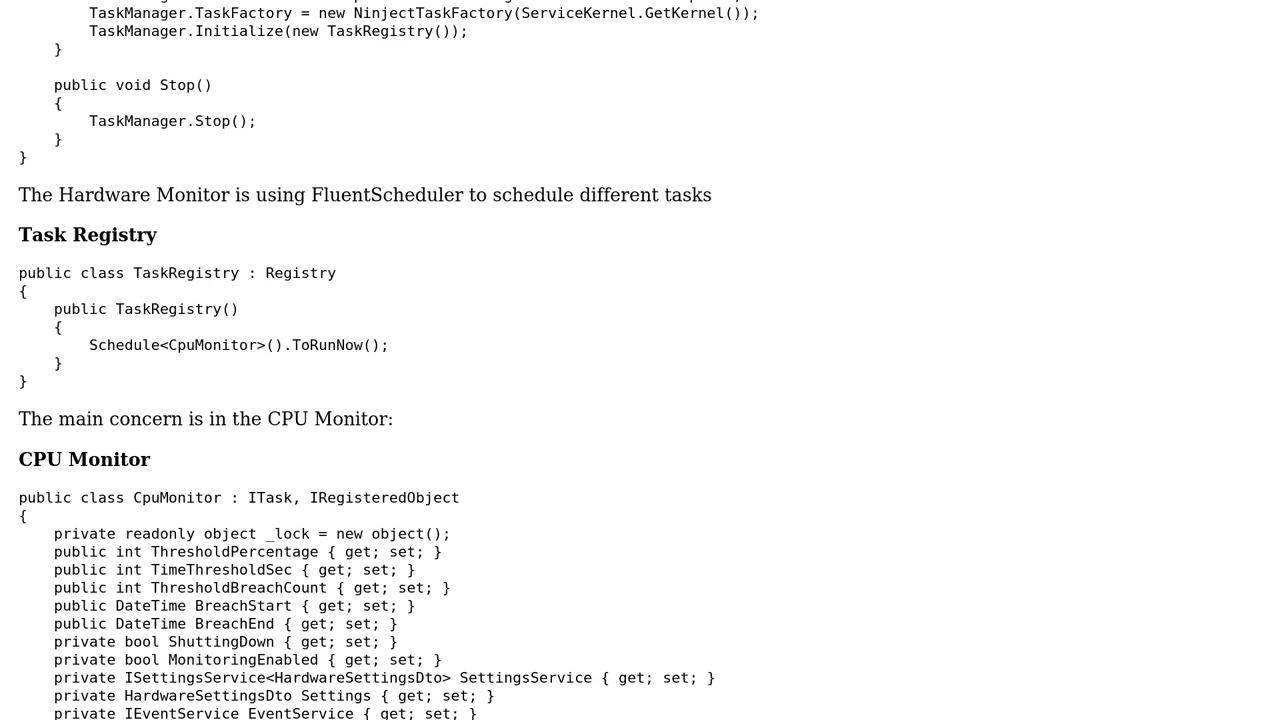 TaskManager.TaskFactory = new NinjectTaskFactory(ServiceKernel.GetKernel());
        TaskManager.Initialize(new TaskRegistry());
    }

    public void Stop()
    {
        TaskManager.Stop();
    }
}
The Hardware Monitor is using FluentScheduler to schedule different tasks
Task Registry
public class TaskRegistry : Registry
{
    public TaskRegistry()
    {
        Schedule<CpuMonitor>().ToRunNow();
    }
}
The main concern is in the CPU Monitor:
CPU Monitor
public class CpuMonitor : ITask, IRegisteredObject
{
    private readonly object _lock = new object();
    public int ThresholdPercentage { get; set; }
    public int TimeThresholdSec { get; set; }
    public int ThresholdBreachCount { get; set; }
    public DateTime BreachStart { get; set; }
    public DateTime BreachEnd { get; set; }
    private bool ShuttingDown { get; set; }
    private bool MonitoringEnabled { get; set; }
    private ISettingsService<HardwareSettingsDto> SettingsService { get; set; }
    private HardwareSettingsDto Settings { get; set; }
    private IEventService EventService { get; set; }